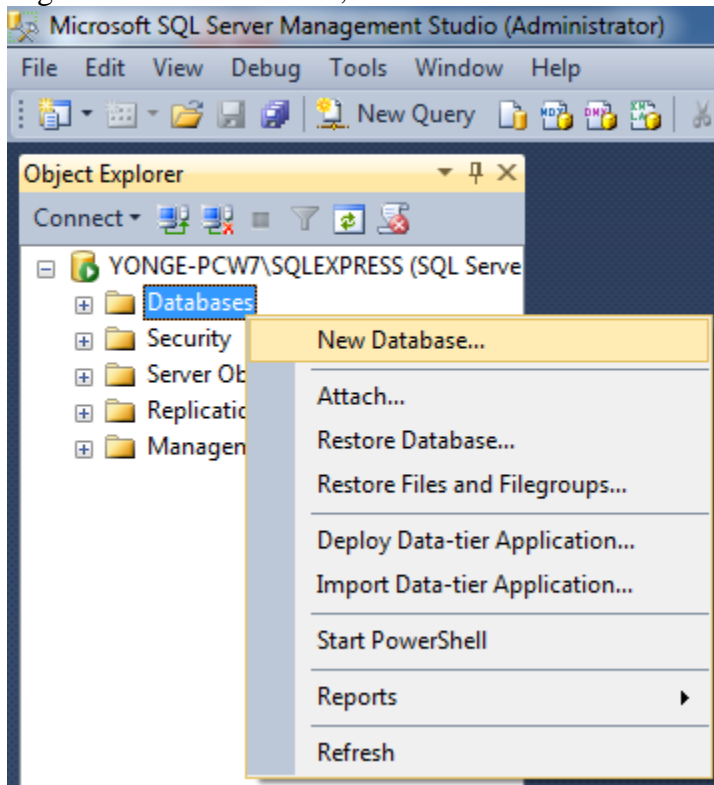 Microsoft SQL Server Management Studio (Administrator)
File Edit View Debug Tools Window Help
New Query
Object Explorer
Connect
YONGE-PCW7\SQLEXPRESS (SQL Serve
Databases
Security
Server Ob
Replicatio
Managem
New Database...
Attach...
Restore Database...
Restore Files and Filegroups...
Deploy Data-tier Application...
Import Data-tier Application...
Start PowerShell
Reports
Refresh